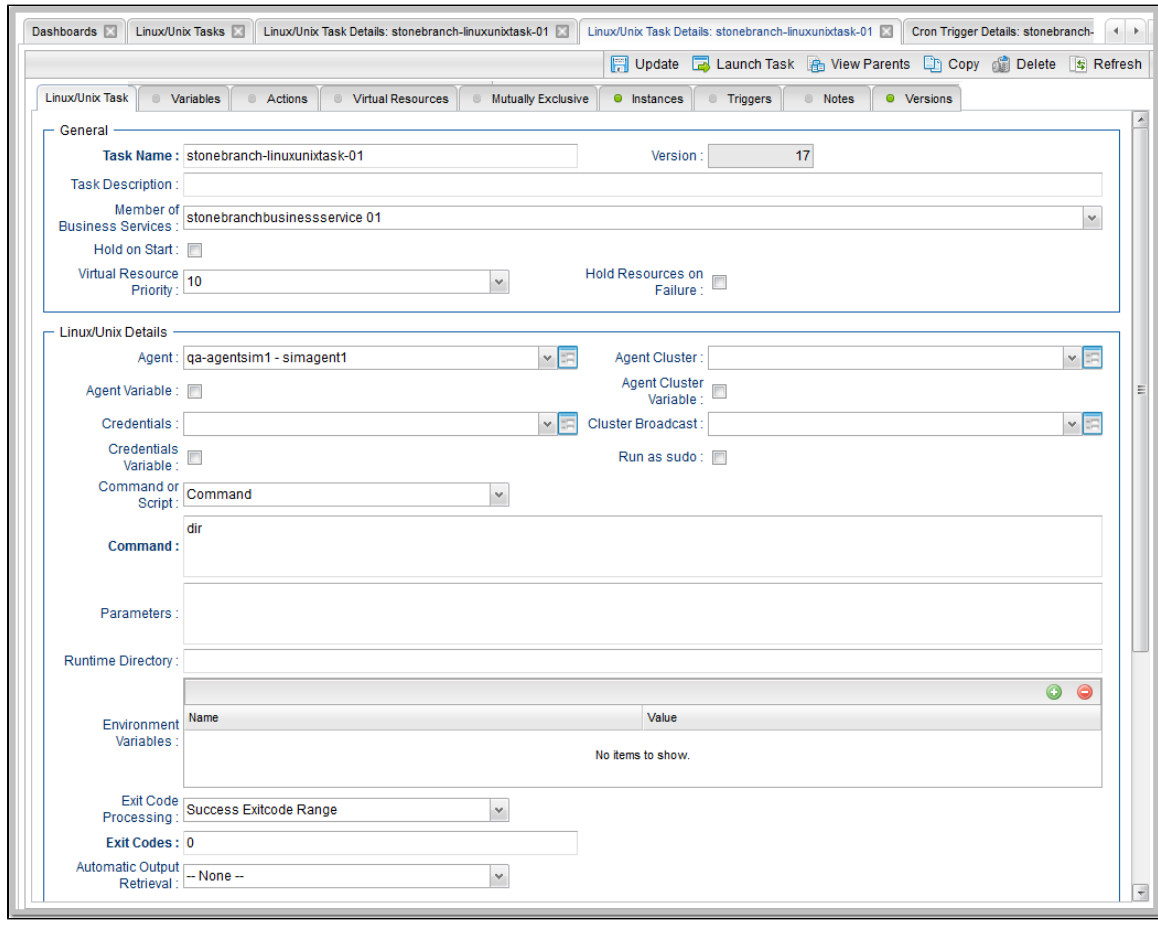 Dashboards Linux/Unix Tasks Linux/Unix Task Details: stonebranch-linuxunixtask-01 Linux/Unix Task Details: stonebranch-linuxunixtask-01 Cron Trigger Details: stonebranch-
Update Launch Task View Parents Copy Delete Refresh
Linux/Unix Task Variables Actions Virtual Resources Mutually Exclusive Instances Triggers Notes Versions
General
Task Name : stonebranch-linuxunixtask-01 Version : 17
Task Description :
Member of
Business Services : stonebranchbusinessservice 01
Hold on Start :
Virtual Resource
Priority : 10
Hold Resources on
Failure :
Linux/Unix Details
Agent : qa-agentsim1 - simagent1 Agent Cluster :
Agent Variable :
Agent Cluster
Variable :
Credentials : Cluster Broadcast :
Credentials
Variable :
Run as sudo :
Command or
Script : Command
Command : dir
Parameters :
Runtime Directory :
Environment
Variables :
Name Value
No items to show.
Exit Code
Processing : Success Exitcode Range
Exit Codes : 0
Automatic Output
Retrieval : -- None --